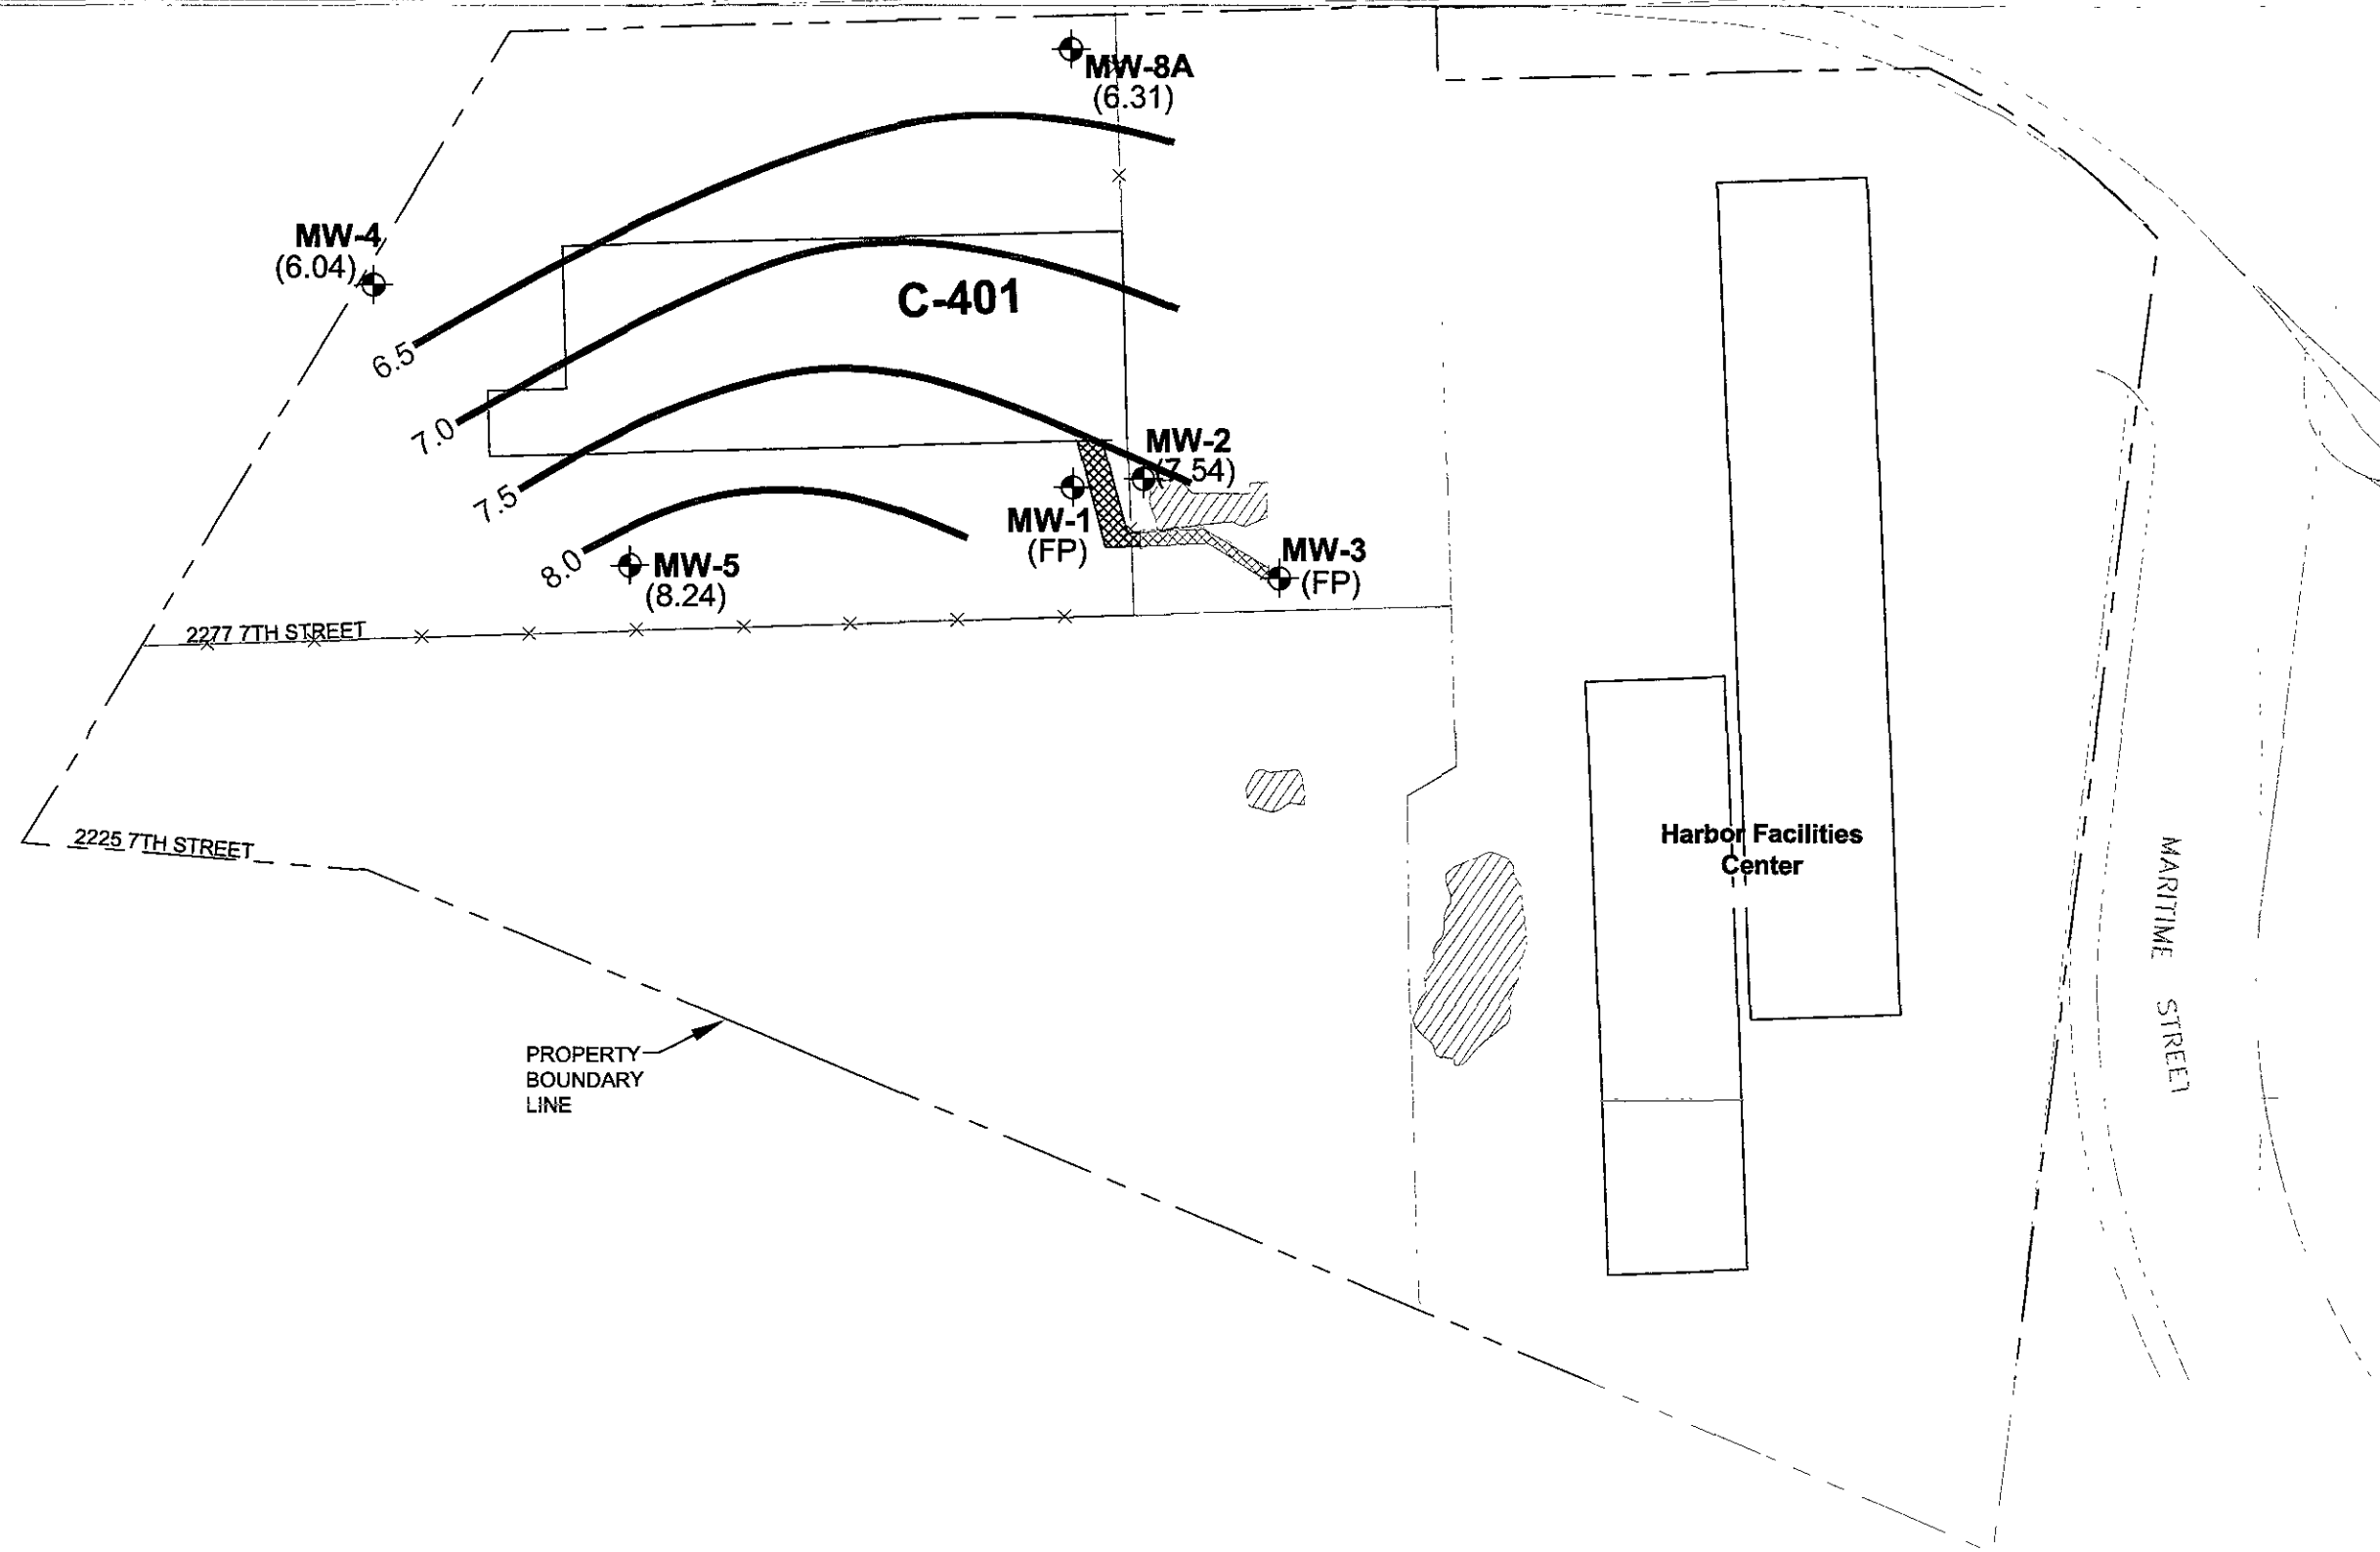 MW-8A
(6.31)
MW-4
(6.04)
C-401
6.5
7.0
7.5
8.0
MW-2
(7.54)
MW-1
(FP)
MW-3
(FP)
MW-5
(8.24)
2277 7TH STREET
2225 7TH STREET
Harbor Facilities
Center
MARITIME STREET
PROPERTY
BOUNDARY
LINE